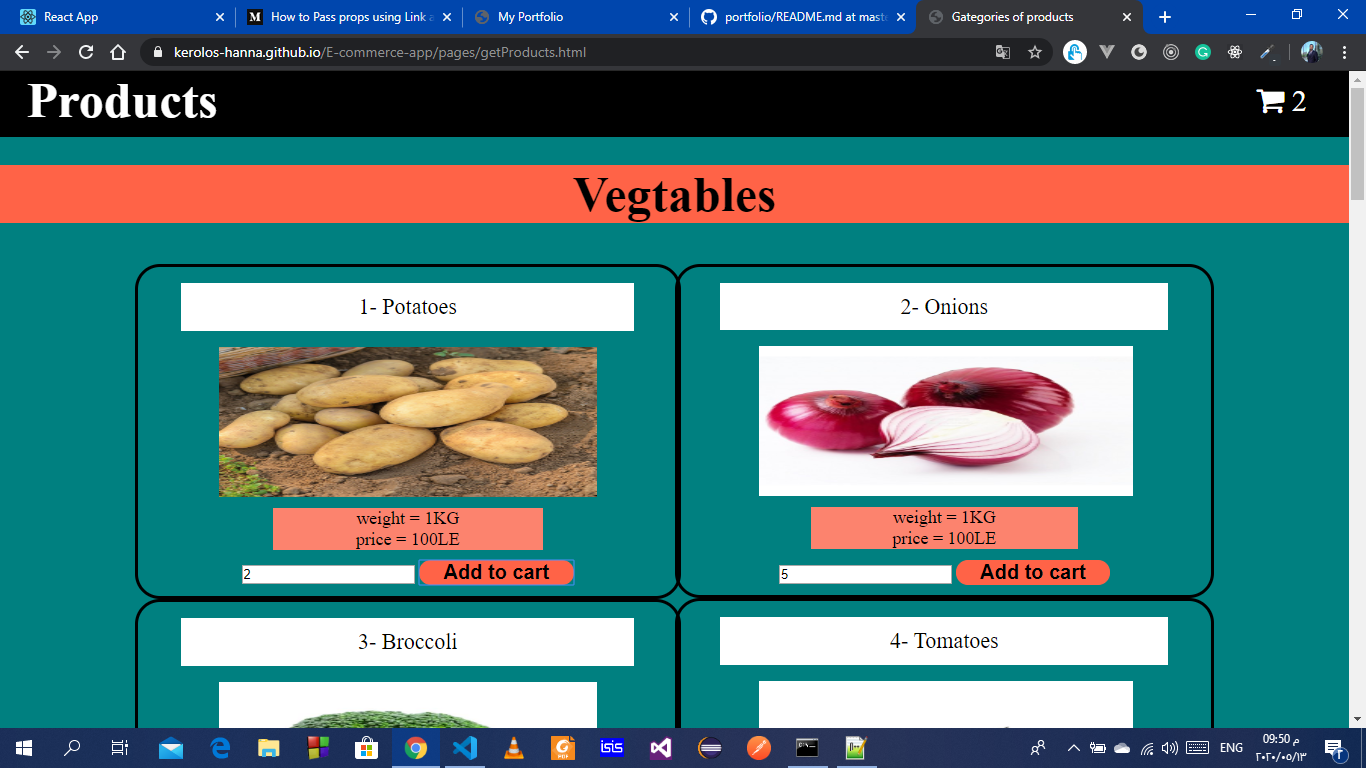 React App
How to Pass props using Link a
My Portfolio
portfolio/README.md at maste
Gategories of products
kerolos-hanna.github.io/E-commerce-app/pages/getProducts.html
Products
2
Vegtables
1- Potatoes
2- Onions
weight = 1KG
price = 100LE
weight = 1KG
price = 100LE
2
Add to cart
5
Add to cart
3- Broccoli
4- Tomatoes
ENG
09:50 م
٢٠٢٠/٠٥/١٣